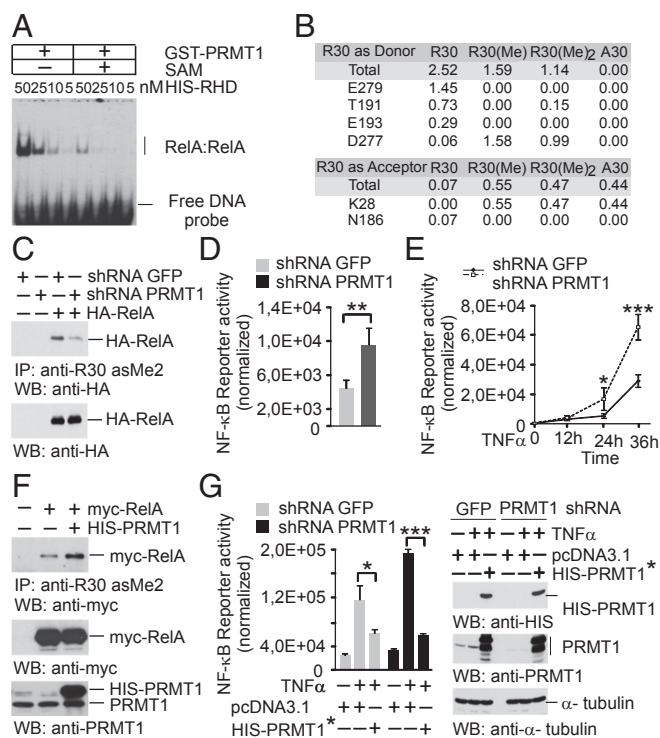 A
+ + GST-PRMT1
− + SAM
50 25 10 5 50 25 10 5 nM HIS-RHD
RelA:RelA
Free DNA
probe
B
R30 as Donor R30 R30(Me) R30(Me)2 A30
Total 2.52 1.59 1.14 0.00
E279 1.45 0.00 0.00 0.00
T191 0.73 0.00 0.15 0.00
E193 0.29 0.00 0.00 0.00
D277 0.06 1.58 0.99 0.00
R30 as Acceptor R30 R30(Me) R30(Me)2 A30
Total 0.07 0.55 0.47 0.44
K28 0.00 0.55 0.47 0.44
N186 0.07 0.00 0.00 0.00
C
+ − + − shRNA GFP
− + − + shRNA PRMT1
− − + + HA-RelA
HA-RelA
IP: anti-R30 asMe2
WB: anti-HA
HA-RelA
WB: anti-HA
D
shRNA GFP
shRNA PRMT1
NF-κB Reporter activity
(normalized)
1,4E+04
1,0E+04
6,0E+03
2,0E+03
0
**
E
shRNA GFP
shRNA PRMT1
NF-κB Reporter activity
(normalized)
8,0E+04
6,0E+04
4,0E+04
2,0E+04
0
*
***
TNFα 0 12h 24h 36h
Time
F
− + + myc-RelA
− − + HIS-PRMT1
myc-RelA
IP: anti-R30 asMe2
WB: anti-myc
myc-RelA
WB: anti-myc
HIS-PRMT1
PRMT1
WB: anti-PRMT1
G
shRNA GFP
shRNA PRMT1
NF-κB Reporter activity
(normalized)
2,0E+05
1,2E+05
4,0E+04
0
*
***
TNFα − + + − + +
pcDNA3.1 + + − + + −
HIS-PRMT1* − − + − − +
GFP PRMT1 shRNA
− + + − + + TNFα
+ + − + + − pcDNA3.1
− − + − − + HIS-PRMT1*
HIS-PRMT1
WB: anti-HIS
PRMT1
WB: anti-PRMT1
α- tubulin
WB: anti-α- tubulin